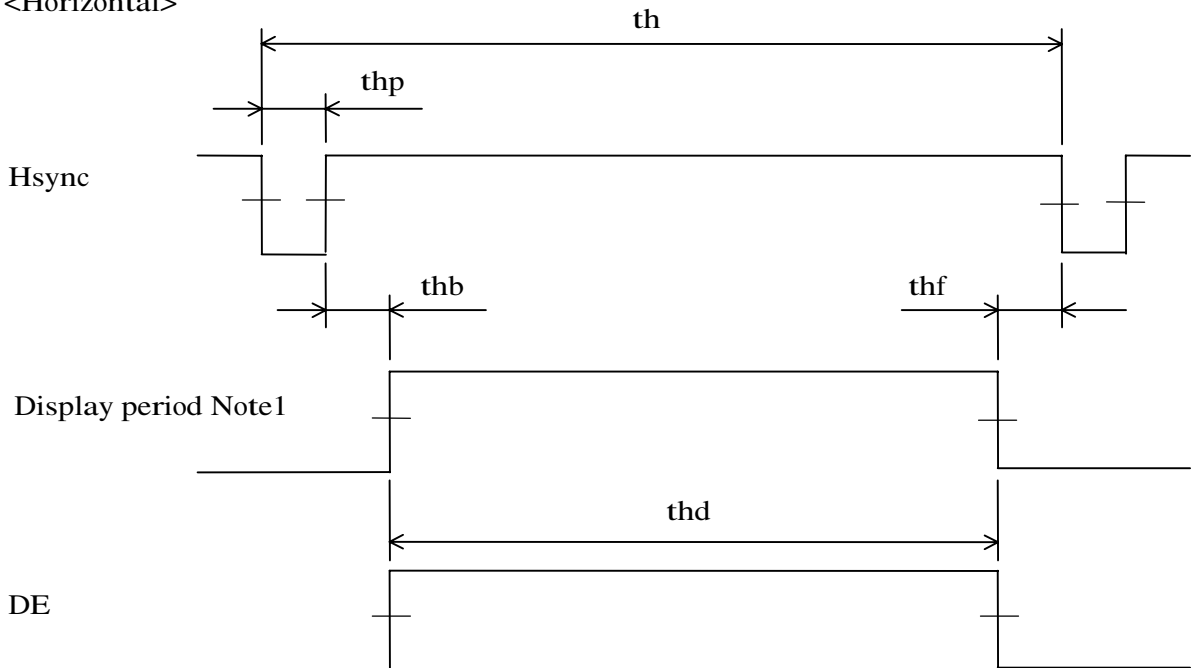 <Horizontal>
th
thp
Hsync
thb
thf
Display period Note1
thd
DE